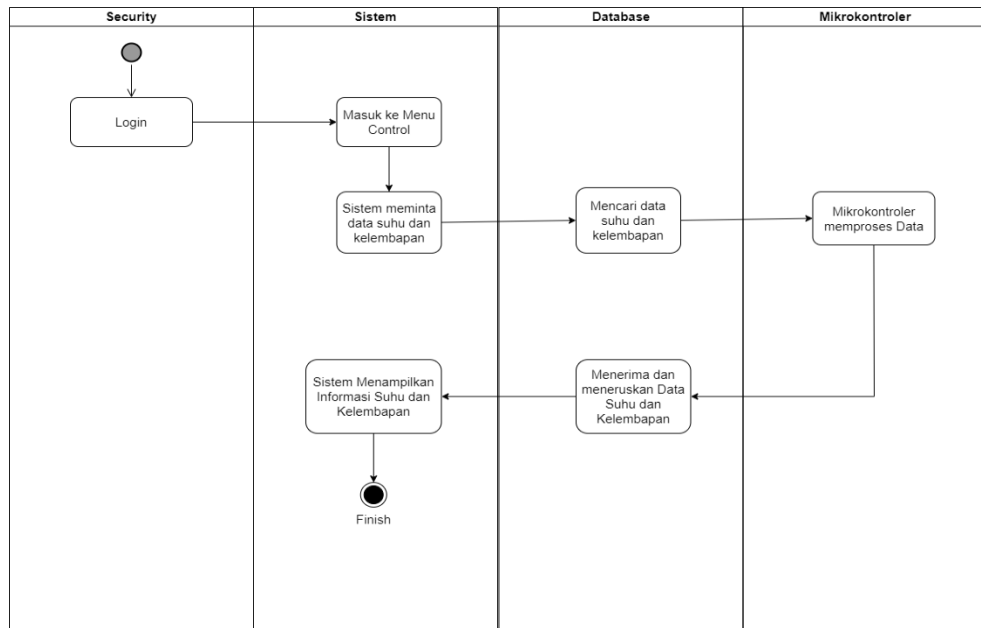 Security
Sistem
Database
Mikrokontroler
Login
Masuk ke Menu
Control
Sistem meminta
data suhu dan
kelembapan
Mencari data
suhu dan
kelembapan
Mikrokontroler
memproses Data
Menerima dan
meneruskan Data
Suhu dan
Kelembapan
Sistem Menampilkan
Informasi Suhu dan
Kelembapan
Finish